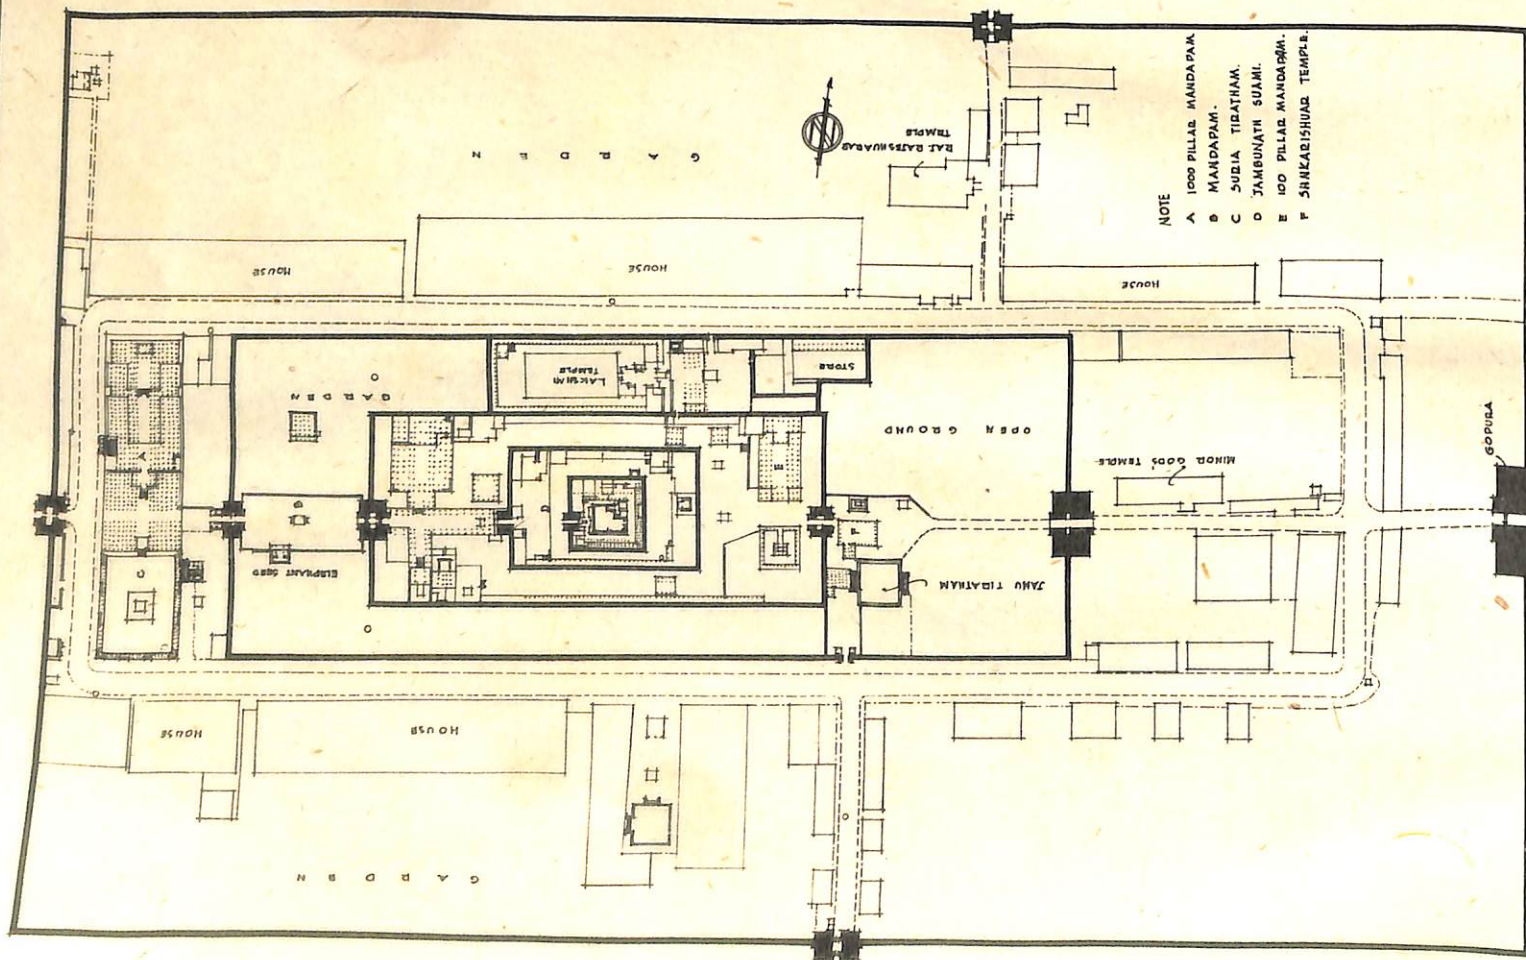 GARDEN
RAJ RAJESHUARAR
TEMPLE
NOTE
A 1000 PILLAR MANDAPAM
B MANDAPAM.
C SURIA TIRATHAM.
D JAMBUNATH SUAMI.
E 100 PILLAR MANDAPAM.
F SHNKARISHUAR TEMPLE.
HOUSE
HOUSE
HOUSE
LAKSHMI
TEMPLE
STORE
GARDEN
OPEN GROUND
MINOR GODS' TEMPLE
GOPURA
A
B
D
E
F
C
ELEPHANT SHED
JAHU TIRATHAM
HOUSE
HOUSE
GARDEN